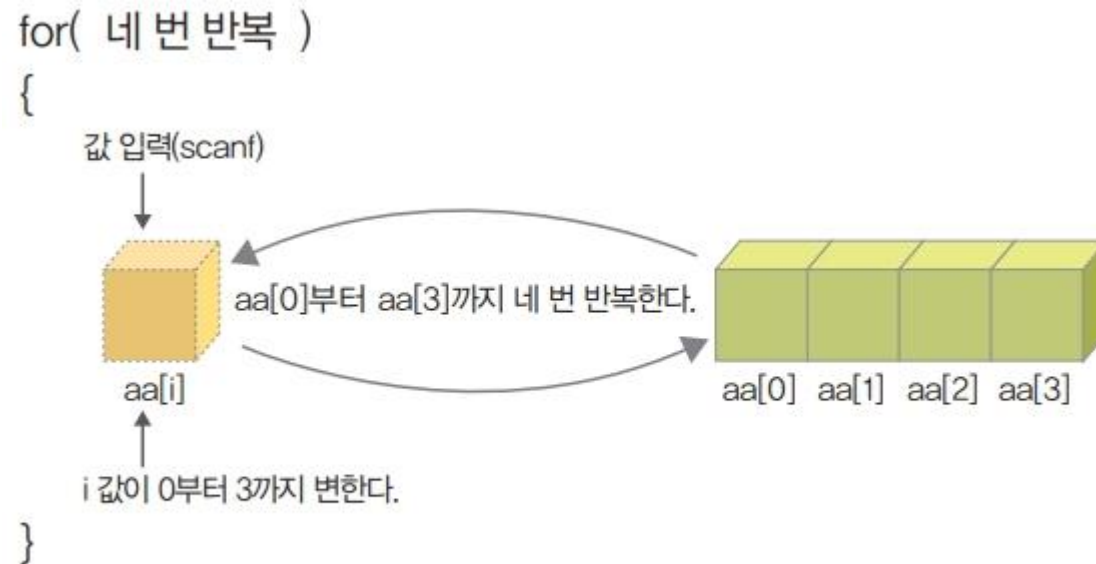 for( 네 번 반복 )
{
값 입력(scanf)
aa[0]부터 aa[3]까지 네 번 반복한다.
aa[i]
aa[0] aa[1] aa[2] aa[3]
i 값이 0부터 3까지 변한다.
}